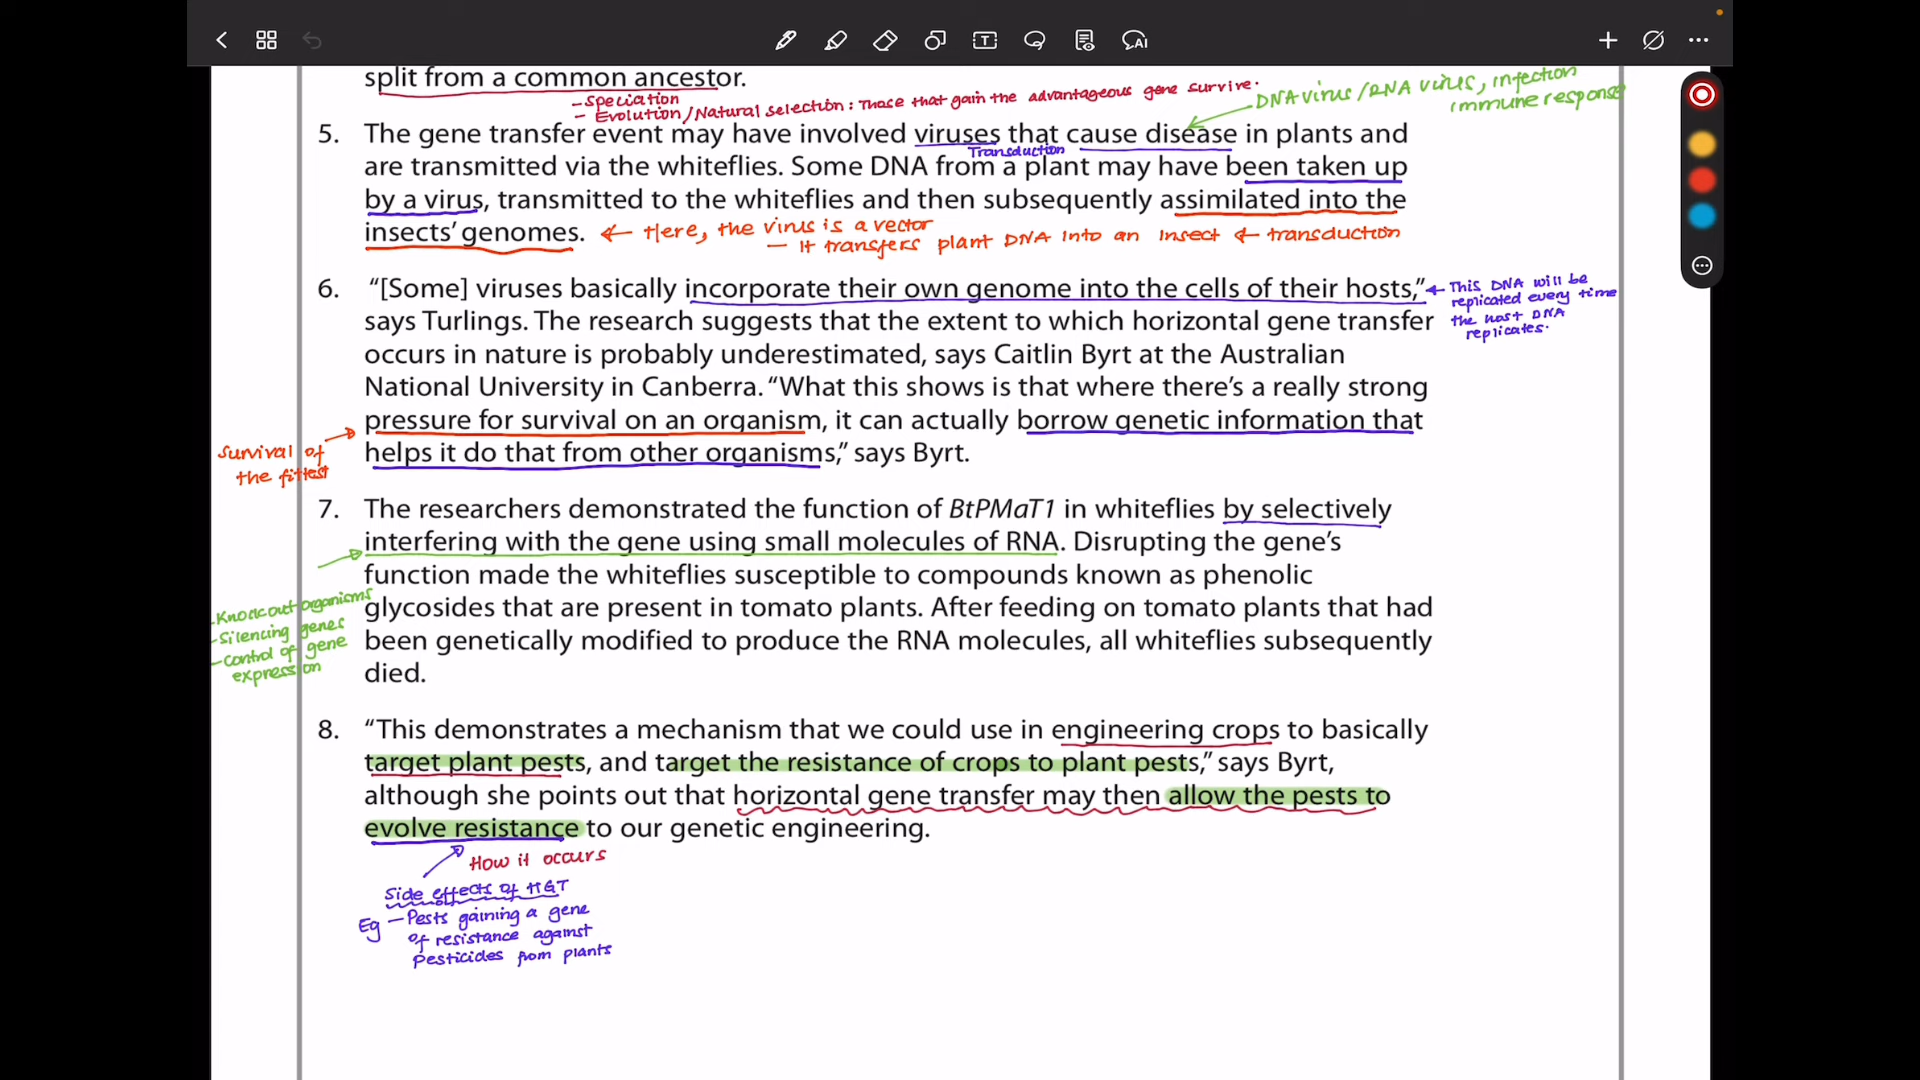 split from a common ancestor.
- Speciation
- Evolution/Natural selection: Those that gain the advantageous gene survive.
DNA virus/RNA virus, infection
immune response
5. The gene transfer event may have involved viruses that cause disease in plants and
Transduction
are transmitted via the whiteflies. Some DNA from a plant may have been taken up
by a virus, transmitted to the whiteflies and then subsequently assimilated into the
insects’ genomes. ← Here, the virus is a vector
- It transfers plant DNA into an insect ← transduction
6. “[Some] viruses basically incorporate their own genome into the cells of their hosts,”
← This DNA will be
replicated every time
the host DNA
replicates.
says Turlings. The research suggests that the extent to which horizontal gene transfer
occurs in nature is probably underestimated, says Caitlin Byrt at the Australian
National University in Canberra. “What this shows is that where there’s a really strong
pressure for survival on an organism, it can actually borrow genetic information that
helps it do that from other organisms,” says Byrt.
Survival of
the fittest
7. The researchers demonstrated the function of BtPMaT1 in whiteflies by selectively
interfering with the gene using small molecules of RNA. Disrupting the gene’s
function made the whiteflies susceptible to compounds known as phenolic
glycosides that are present in tomato plants. After feeding on tomato plants that had
been genetically modified to produce the RNA molecules, all whiteflies subsequently
died.
- Knockout organisms
- Silencing genes
- Control of gene
expression
8. “This demonstrates a mechanism that we could use in engineering crops to basically
target plant pests, and target the resistance of crops to plant pests,” says Byrt,
although she points out that horizontal gene transfer may then allow the pests to
evolve resistance to our genetic engineering.
How it occurs
Side effects of HGT
Eg - Pests gaining a gene
of resistance against
Pesticides from plants
T
AI